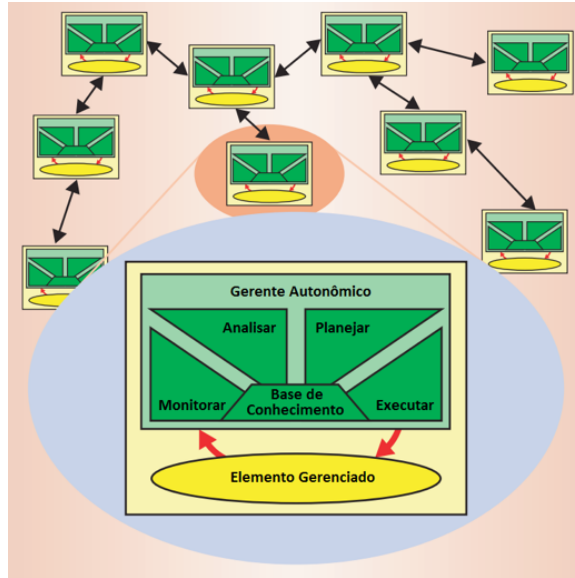 Gerente Autonômico
Analisar
Planejar
Monitorar
Base de
Conhecimento
Executar
Elemento Gerenciado